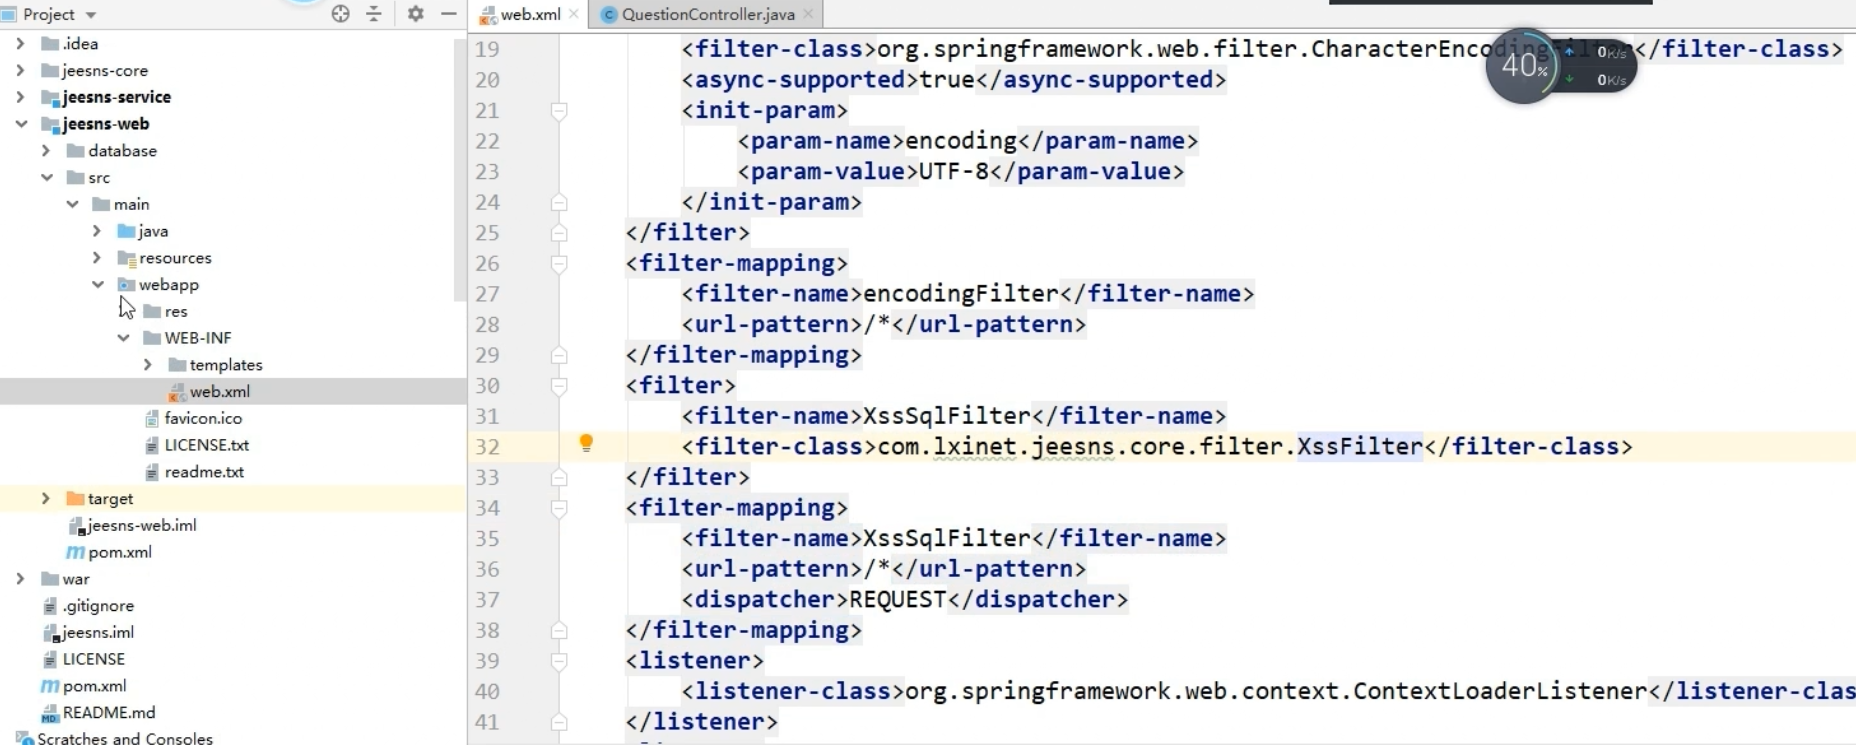 Project
.idea
jeesns-core
jeesns-service
jeesns-web
database
src
main
java
resources
webapp
res
WEB-INF
templates
web.xml
favicon.ico
LICENSE.txt
readme.txt
target
jeesns-web.iml
pom.xml
war
.gitignore
jeesns.iml
LICENSE
pom.xml
README.md
Scratches and Consoles
web.xml
QuestionController.java
19 <filter-class>org.springframework.web.filter.CharacterEncodingFilter</filter-class>
20 <async-supported>true</async-supported>
21 <init-param>
22 <param-name>encoding</param-name>
23 <param-value>UTF-8</param-value>
24 </init-param>
25 </filter>
26 <filter-mapping>
27 <filter-name>encodingFilter</filter-name>
28 <url-pattern>/*</url-pattern>
29 </filter-mapping>
30 <filter>
31 <filter-name>XssSqlFilter</filter-name>
32 <filter-class>com.lxinet.jeesns.core.filter.XssFilter</filter-class>
33 </filter>
34 <filter-mapping>
35 <filter-name>XssSqlFilter</filter-name>
36 <url-pattern>/*</url-pattern>
37 <dispatcher>REQUEST</dispatcher>
38 </filter-mapping>
39 <listener>
40 <listener-class>org.springframework.web.context.ContextLoaderListener</listener-clas
41 </listener>
40%
0K/s
0K/s